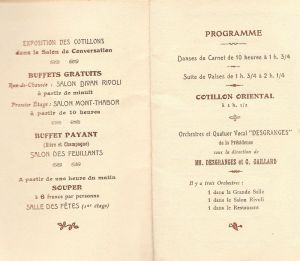 EXPOSITION DES COTILLONS
dans le Salon de Conversation
BUFFETS GRATUITS
Rez-de-Chaussée : SALON DIVAN RIVOLI
à partir de minuit
Premier Étage : SALON MONT-THABOR
à partir de 10 heures
BUFFET PAYANT
(Bière et Champagne)
SALON DES FEUILLANTS
A partir de une heure du matin
SOUPER
à 6 francs par personne
SALLE DES FÊTES (1er étage)
PROGRAMME
Danses de Carnet de 10 heures à 1 h. 3/4
Suite de Valses de 1 h. 3/4 à 2 h. 1/4
COTILLON ORIENTAL
à 2 h. 1/2
Orchestres et Quatuor Vocal "DESGRANGES"
de la Présidence
sous la direction de
MM. DESGRANGES et G. GAILLARD
Il y a trois Orchestres :
1 dans la Grande Salle
1 dans le Salon Rivoli
1 dans le Restaurant